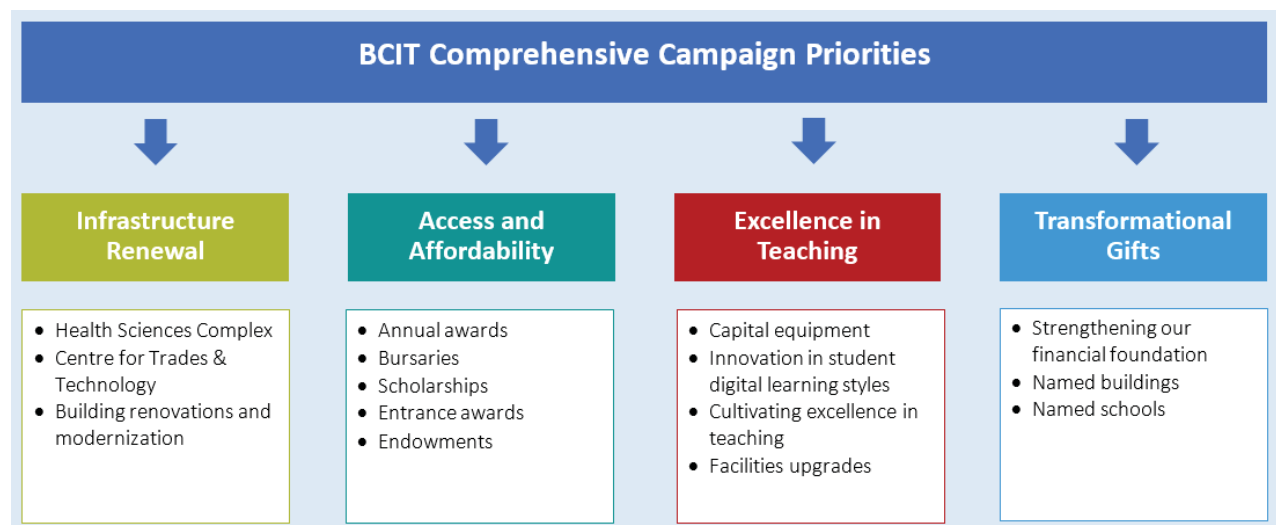 BCIT Comprehensive Campaign Priorities
Infrastructure
Renewal
• Health Sciences Complex
• Centre for Trades &
Technology
• Building renovations and
modernization
Access and
Affordability
• Annual awards
• Bursaries
• Scholarships
• Entrance awards
• Endowments
Excellence in
Teaching
• Capital equipment
• Innovation in student
digital learning styles
• Cultivating excellence in
teaching
• Facilities upgrades
Transformational
Gifts
• Strengthening our
financial foundation
• Named buildings
• Named schools